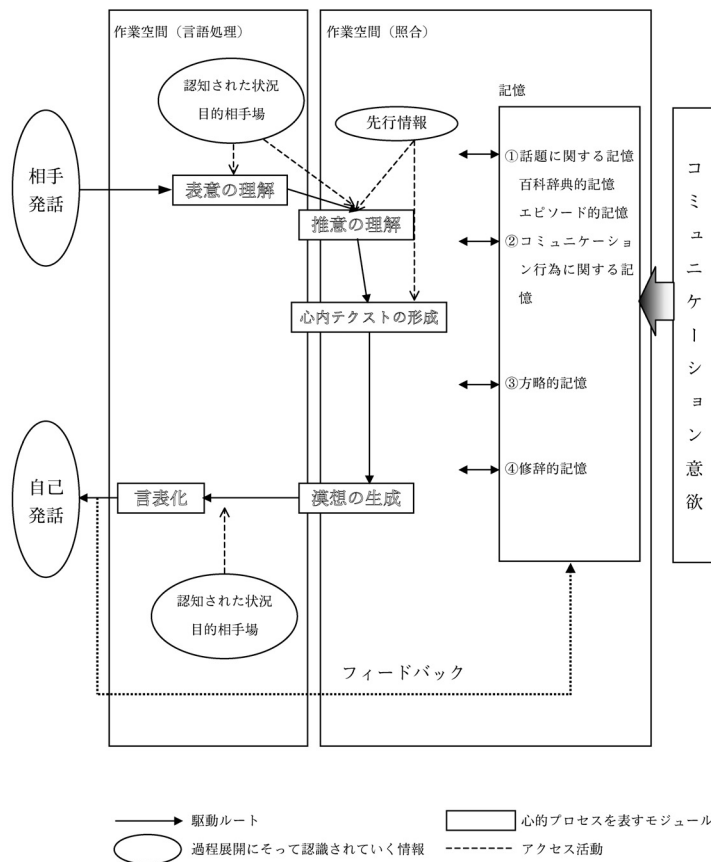 作業空間（言語処理）
作業空間（照合）
認知された状況
目的相手場
先行情報
記憶
相手
発話
表意の理解
推意の理解
心内テクストの形成
①話題に関する記憶
百科辞典的記憶
エピソード的記憶
②コミュニケーショ
ン行為に関する記
憶
③方略的記憶
④修辞的記憶
コミュニケーション意欲
自己
発話
言表化
漠想の生成
認知された状況
目的相手場
フィードバック
駆動ルート
心的プロセスを表すモジュール
過程展開にそって認識されていく情報
アクセス活動